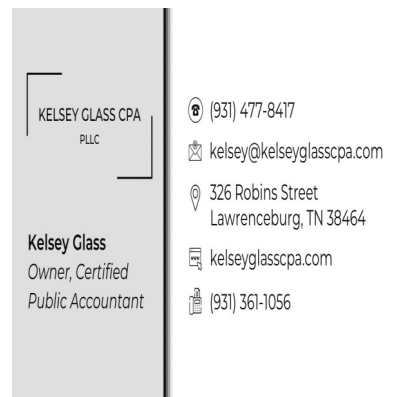 KELSEY GLASS CPA
PLLC
Kelsey Glass
Owner, Certified
Public Accountant
(931) 477-8417
kelsey@kelseyglasscpa.com
326 Robins Street
Lawrenceburg, TN 38464
kelseyglasscpa.com
(931) 361-1056